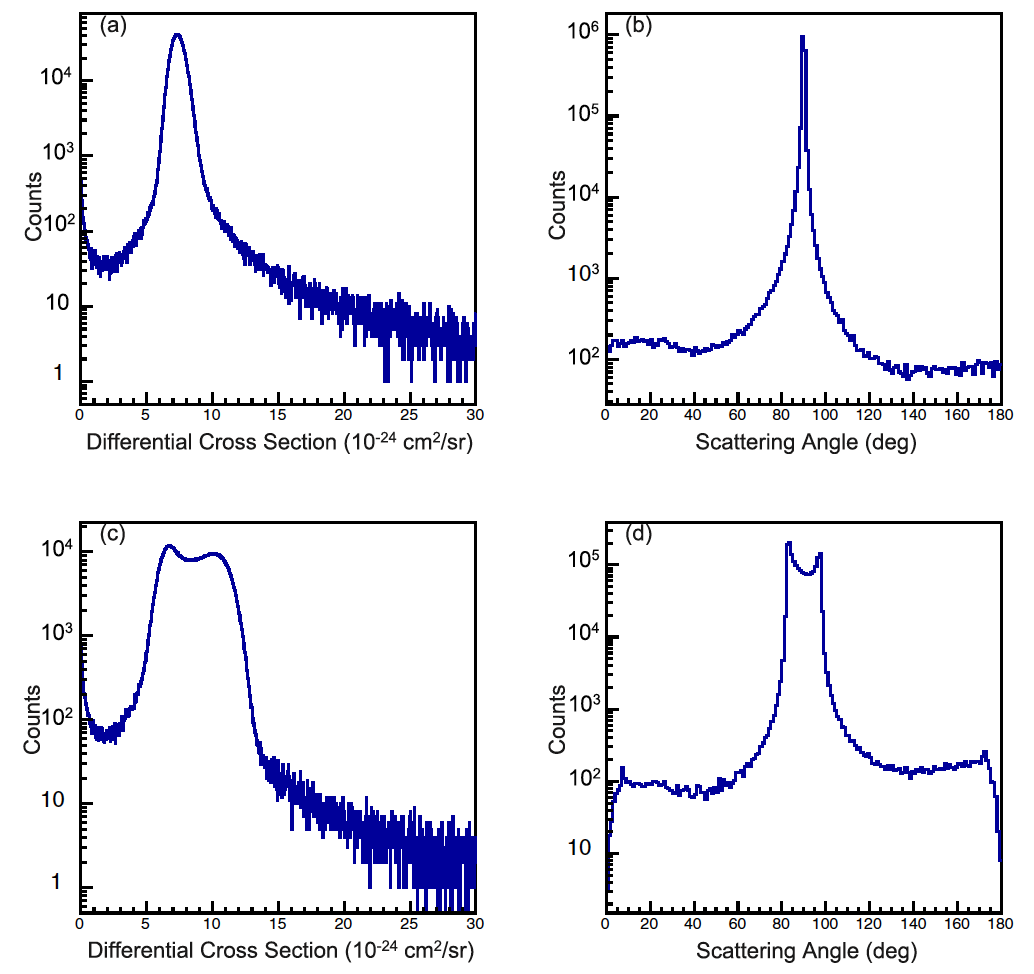 (a)
Counts
10⁴
10³
10²
10
1
0 5 10 15 20 25 30
Differential Cross Section (10⁻²⁴ cm²/sr)
(b)
Counts
10⁶
10⁵
10⁴
10³
10²
0 20 40 60 80 100 120 140 160 180
Scattering Angle (deg)
(c)
Counts
10⁴
10³
10²
10
1
0 5 10 15 20 25 30
Differential Cross Section (10⁻²⁴ cm²/sr)
(d)
Counts
10⁵
10⁴
10³
10²
10
0 20 40 60 80 100 120 140 160 180
Scattering Angle (deg)